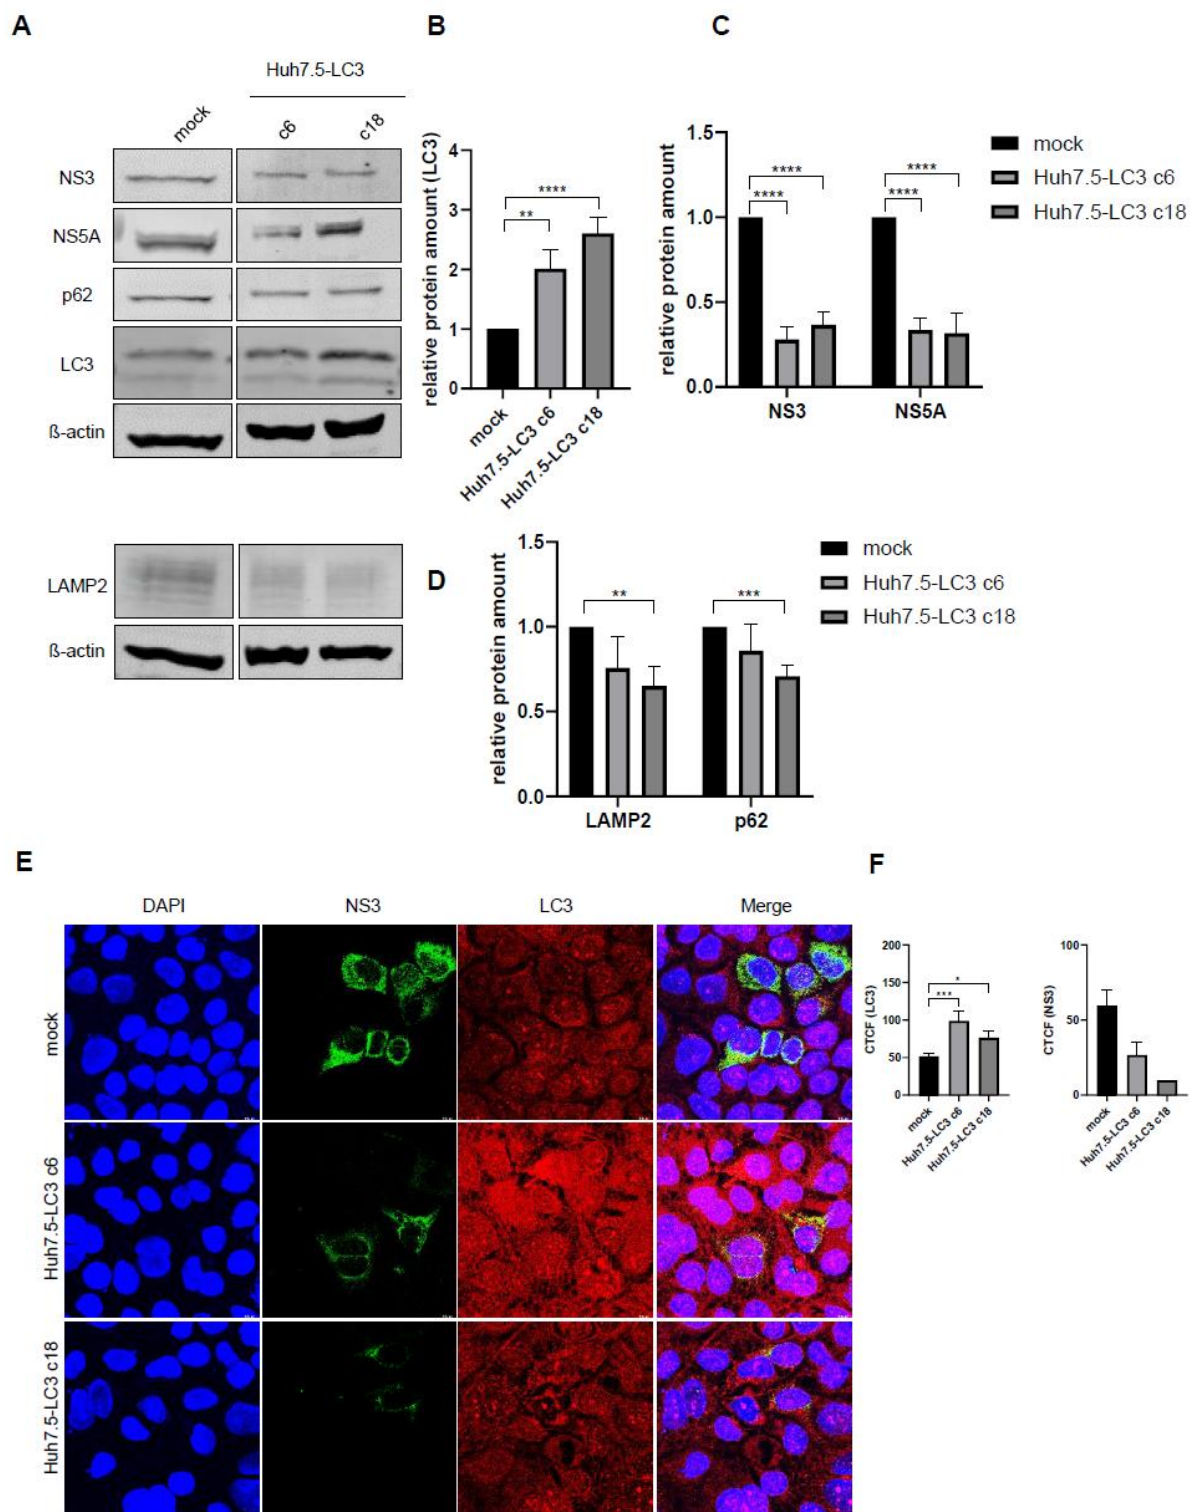 A
Huh7.5-LC3
mock
c6
c18
NS3
NS5A
p62
LC3
ß-actin
LAMP2
ß-actin
B
relative protein amount (LC3)
4
3
2
1
0
****
**
mock
Huh7.5-LC3 c6
Huh7.5-LC3 c18
C
relative protein amount
1.5
1.0
0.5
0.0
****
****
****
****
NS3
NS5A
mock
Huh7.5-LC3 c6
Huh7.5-LC3 c18
D
relative protein amount
1.5
1.0
0.5
0.0
**
***
LAMP2
p62
mock
Huh7.5-LC3 c6
Huh7.5-LC3 c18
E
DAPI
NS3
LC3
Merge
mock
Huh7.5-LC3 c6
Huh7.5-LC3 c18
F
CTCF (LC3)
200
150
100
50
0
*
***
mock
Huh7.5-LC3 c6
Huh7.5-LC3 c18
CTCF (NS3)
100
50
0
mock
Huh7.5-LC3 c6
Huh7.5-LC3 c18